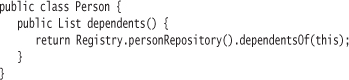 public class Person {
public List dependents() {
return Registry.personRepository().dependentsOf(this);
}
}